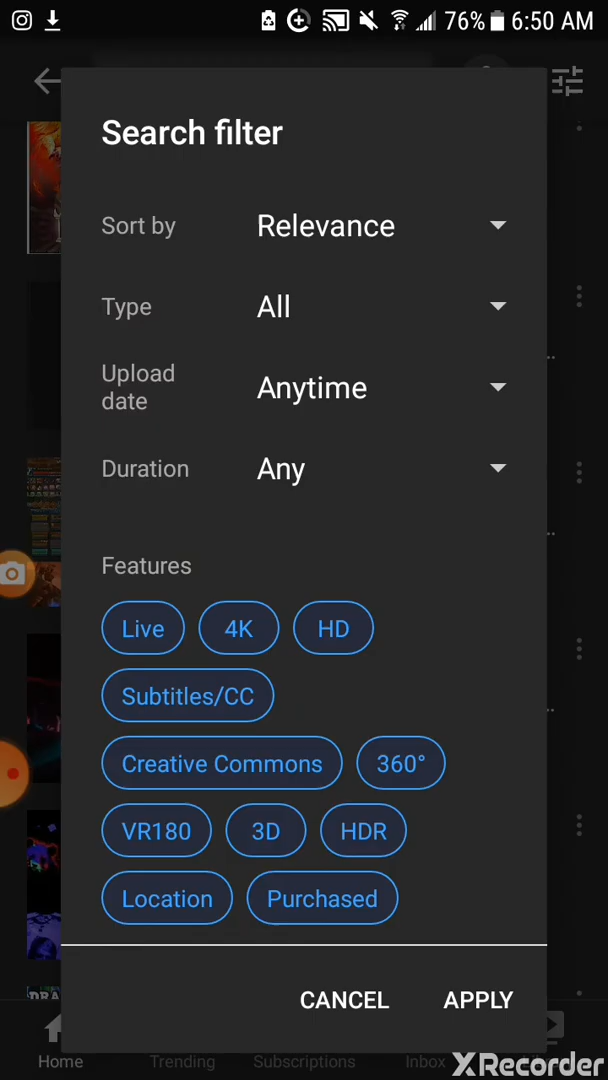 76% 6:50 AM
Search filter
Sort by Relevance
Type All
Upload date Anytime
Duration Any
Features
Live 4K HD
Subtitles/CC
Creative Commons 360°
VR180 3D HDR
Location Purchased
CANCEL APPLY
Home Trending Subscriptions Inbox
XRecorder